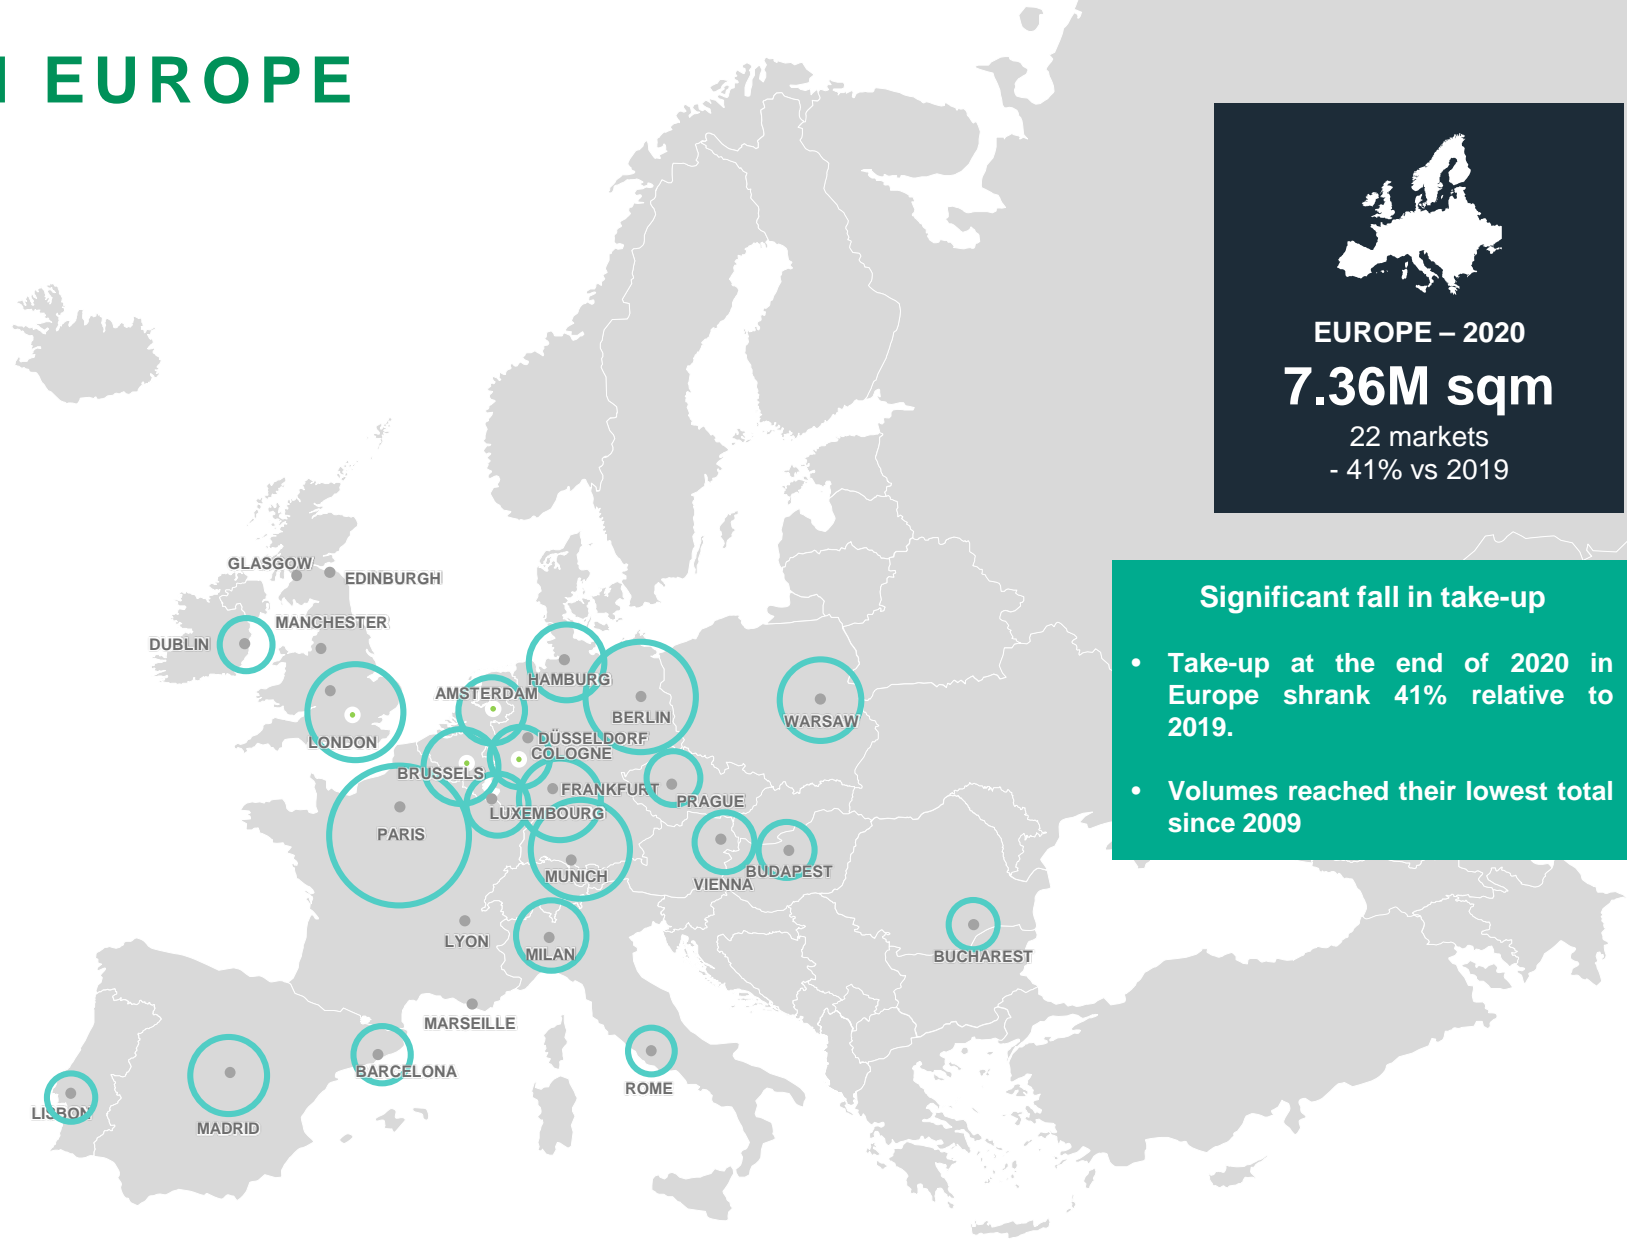 EUROPE
EUROPE – 2020
7.36M sqm
22 markets
- 41% vs 2019
GLASGOW
EDINBURGH
MANCHESTER
DUBLIN
LONDON
AMSTERDAM
HAMBURG
BERLIN
WARSAW
DÜSSELDORF
COLOGNE
BRUSSELS
FRANKFURT
LUXEMBOURG
PRAGUE
PARIS
MUNICH
VIENNA
BUDAPEST
LYON
MILAN
BUCHAREST
MARSEILLE
BARCELONA
ROME
LISBON
MADRID
Significant fall in take-up
• Take-up at the end of 2020 in
Europe shrank 41% relative to
2019.
• Volumes reached their lowest total
since 2009